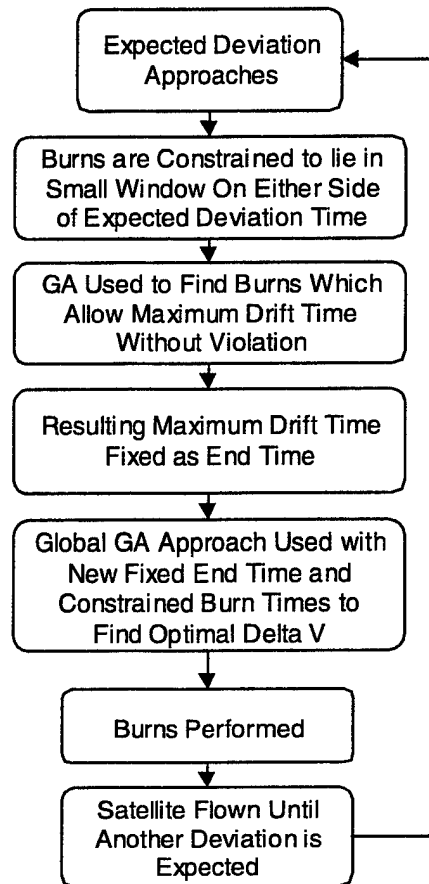 Expected Deviation
Approaches
Burns are Constrained to lie in
Small Window On Either Side
of Expected Deviation Time
GA Used to Find Burns Which
Allow Maximum Drift Time
Without Violation
Resulting Maximum Drift Time
Fixed as End Time
Global GA Approach Used with
New Fixed End Time and
Constrained Burn Times to
Find Optimal Delta V
Burns Performed
Satellite Flown Until
Another Deviation is
Expected